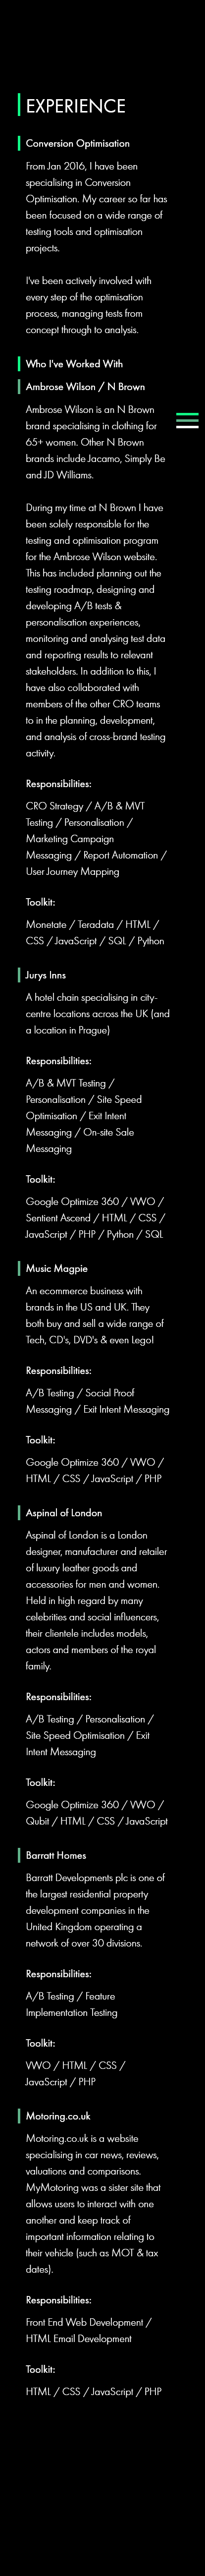 EXPERIENCE
Conversion Optimisation
From Jan 2016, I have been
specialising in Conversion
Optimisation. My career so far has
been focused on a wide range of
testing tools and optimisation
projects.
I've been actively involved with
every step of the optimisation
process, managing tests from
concept through to analysis.
Who I've Worked With
Ambrose Wilson / N Brown
Ambrose Wilson is an N Brown
brand specialising in clothing for
65+ women. Other N Brown
brands include Jacamo, Simply Be
and JD Williams.
During my time at N Brown I have
been solely responsible for the
testing and optimisation program
for the Ambrose Wilson website.
This has included planning out the
testing roadmap, designing and
developing A/B tests &
personalisation experiences,
monitoring and analysing test data
and reporting results to relevant
stakeholders. In addition to this, I
have also collaborated with
members of the other CRO teams
to in the planning, development,
and analysis of cross-brand testing
activity.
Responsibilities:
CRO Strategy / A/B & MVT
Testing / Personalisation /
Marketing Campaign
Messaging / Report Automation /
User Journey Mapping
Toolkit:
Monetate / Teradata / HTML /
CSS / JavaScript / SQL / Python
Jurys Inns
A hotel chain specialising in city-
centre locations across the UK (and
a location in Prague)
Responsibilities:
A/B & MVT Testing /
Personalisation / Site Speed
Optimisation / Exit Intent
Messaging / On-site Sale
Messaging
Toolkit:
Google Optimize 360 / VWO /
Sentient Ascend / HTML / CSS /
JavaScript / PHP / Python / SQL
Music Magpie
An ecommerce business with
brands in the US and UK. They
both buy and sell a wide range of
Tech, CD's, DVD's & even Lego!
Responsibilities:
A/B Testing / Social Proof
Messaging / Exit Intent Messaging
Toolkit:
Google Optimize 360 / VWO /
HTML / CSS / JavaScript / PHP
Aspinal of London
Aspinal of London is a London
designer, manufacturer and retailer
of luxury leather goods and
accessories for men and women.
Held in high regard by many
celebrities and social influencers,
their clientele includes models,
actors and members of the royal
family.
Responsibilities:
A/B Testing / Personalisation /
Site Speed Optimisation / Exit
Intent Messaging
Toolkit:
Google Optimize 360 / VWO /
Qubit / HTML / CSS / JavaScript
Barratt Homes
Barratt Developments plc is one of
the largest residential property
development companies in the
United Kingdom operating a
network of over 30 divisions.
Responsibilities:
A/B Testing / Feature
Implementation Testing
Toolkit:
VWO / HTML / CSS /
JavaScript / PHP
Motoring.co.uk
Motoring.co.uk is a website
specialising in car news, reviews,
valuations and comparisons.
MyMotoring was a sister site that
allows users to interact with one
another and keep track of
important information relating to
their vehicle (such as MOT & tax
dates).
Responsibilities:
Front End Web Development /
HTML Email Development
Toolkit:
HTML / CSS / JavaScript / PHP